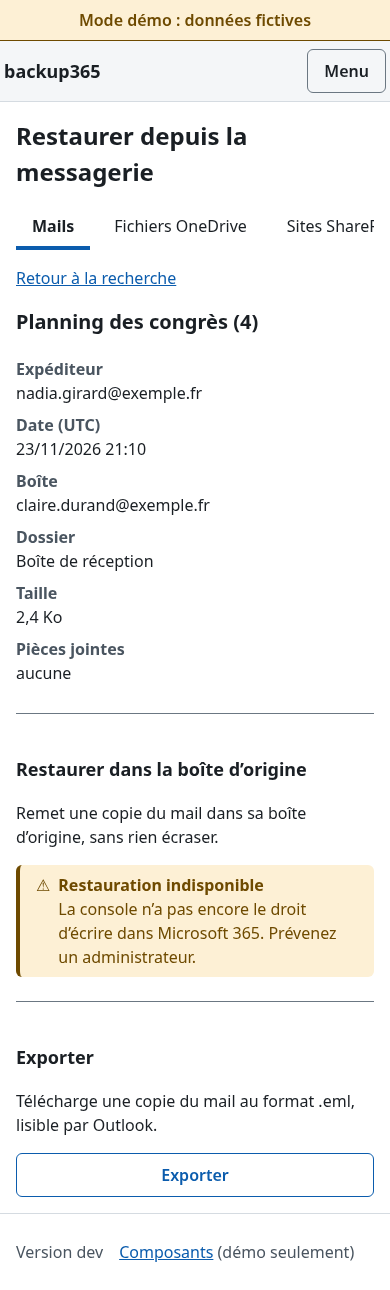 Mode démo : données fictives
backup365
Menu
Restaurer depuis la
messagerie
Mails
Fichiers OneDrive
Sites ShareP
Retour à la recherche
Planning des congrès (4)
Expéditeur
nadia.girard@exemple.fr
Date (UTC)
23/11/2026 21:10
Boîte
claire.durand@exemple.fr
Dossier
Boîte de réception
Taille
2,4 Ko
Pièces jointes
aucune
Restaurer dans la boîte d’origine
Remet une copie du mail dans sa boîte
d’origine, sans rien écraser.
⚠ Restauration indisponible
La console n’a pas encore le droit
d’écrire dans Microsoft 365. Prévenez
un administrateur.
Exporter
Télécharge une copie du mail au format .eml,
lisible par Outlook.
Exporter
Version dev Composants (démo seulement)